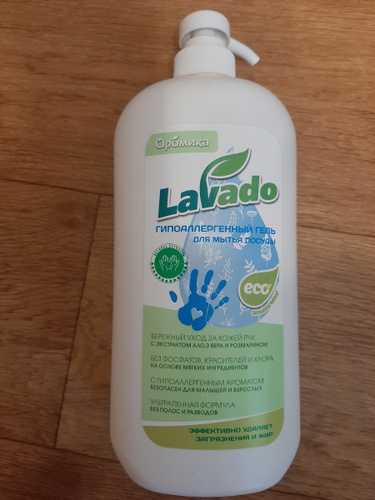 Аромика
Lavado
ГИПОАЛЛЕРГЕННЫЙ ГЕЛЬ
ДЛЯ МЫТЬЯ ПОСУДЫ
eco
БЕРЕЖНЫЙ УХОД ЗА КОЖЕЙ РУК
С ЭКСТРАКТОМ АЛОЭ ВЕРА И РОЗМАРИНОМ
БЕЗ ФОСФАТОВ, КРАСИТЕЛЕЙ И ХЛОРА
НА ОСНОВЕ МЯГКИХ ИНГРЕДИЕНТОВ
С ГИПОАЛЛЕРГЕННЫМ АРОМАТОМ
БЕЗОПАСЕН ДЛЯ МАЛЫШЕЙ И ВЗРОСЛЫХ
УЛЬТРАПЕННАЯ ФОРМУЛА
БЕЗ ПОЛОС И РАЗВОДОВ
ЭФФЕКТИВНО УДАЛЯЕТ
ЗАГРЯЗНЕНИЯ И ЖИР